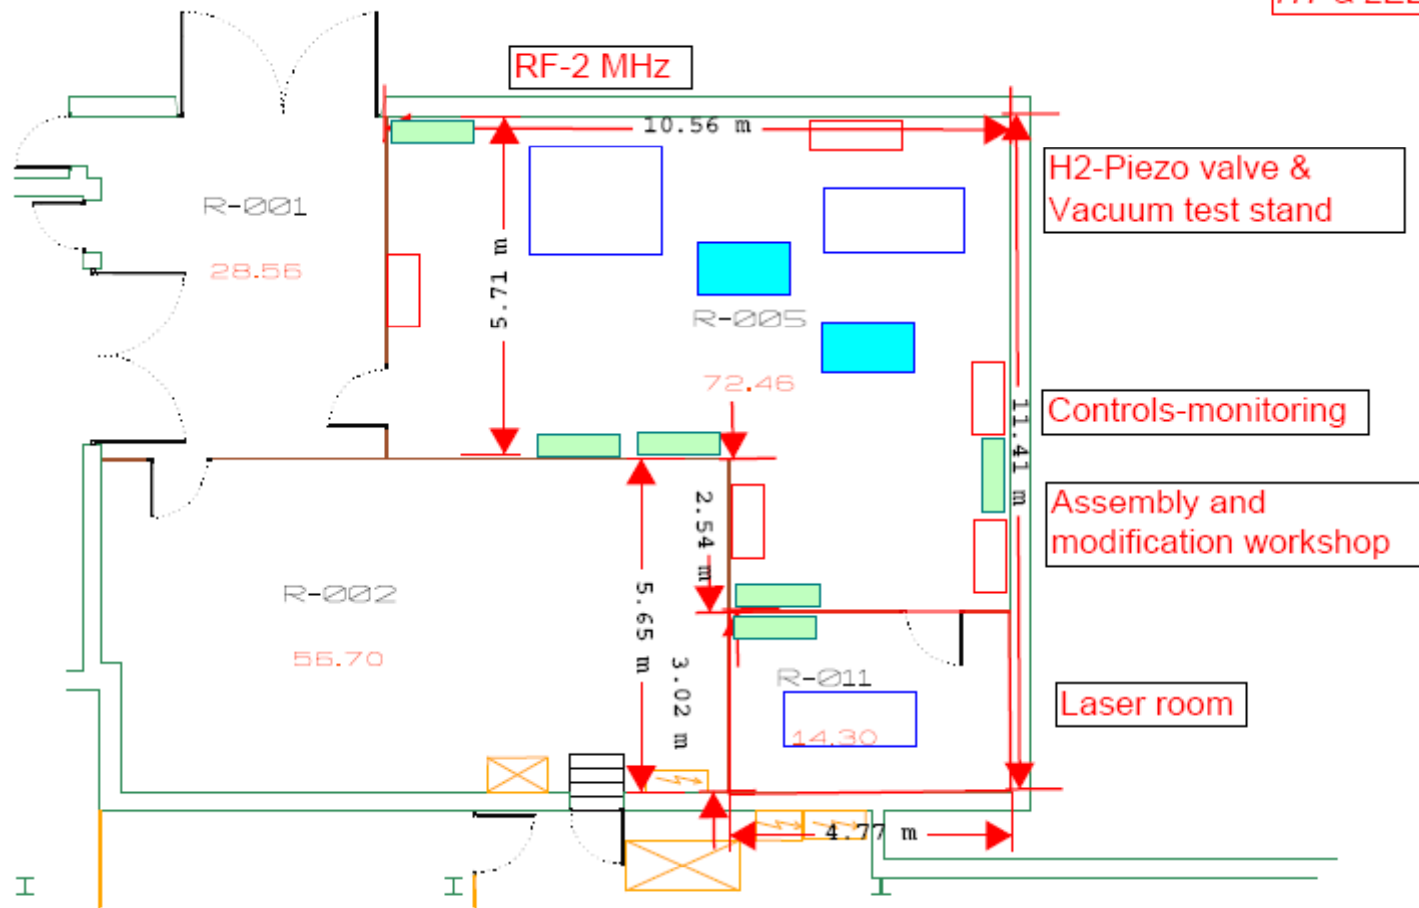 RF-2 MHz
10.56 m
H2-Piezo valve &
Vacuum test stand
R-001
28.56
5.71 m
R-005
72.46
Controls-monitoring
11.41 m
Assembly and
modification workshop
2.54 m
R-002
5.65 m
55.70
3.02 m
R-011
Laser room
14.30
4.77 m